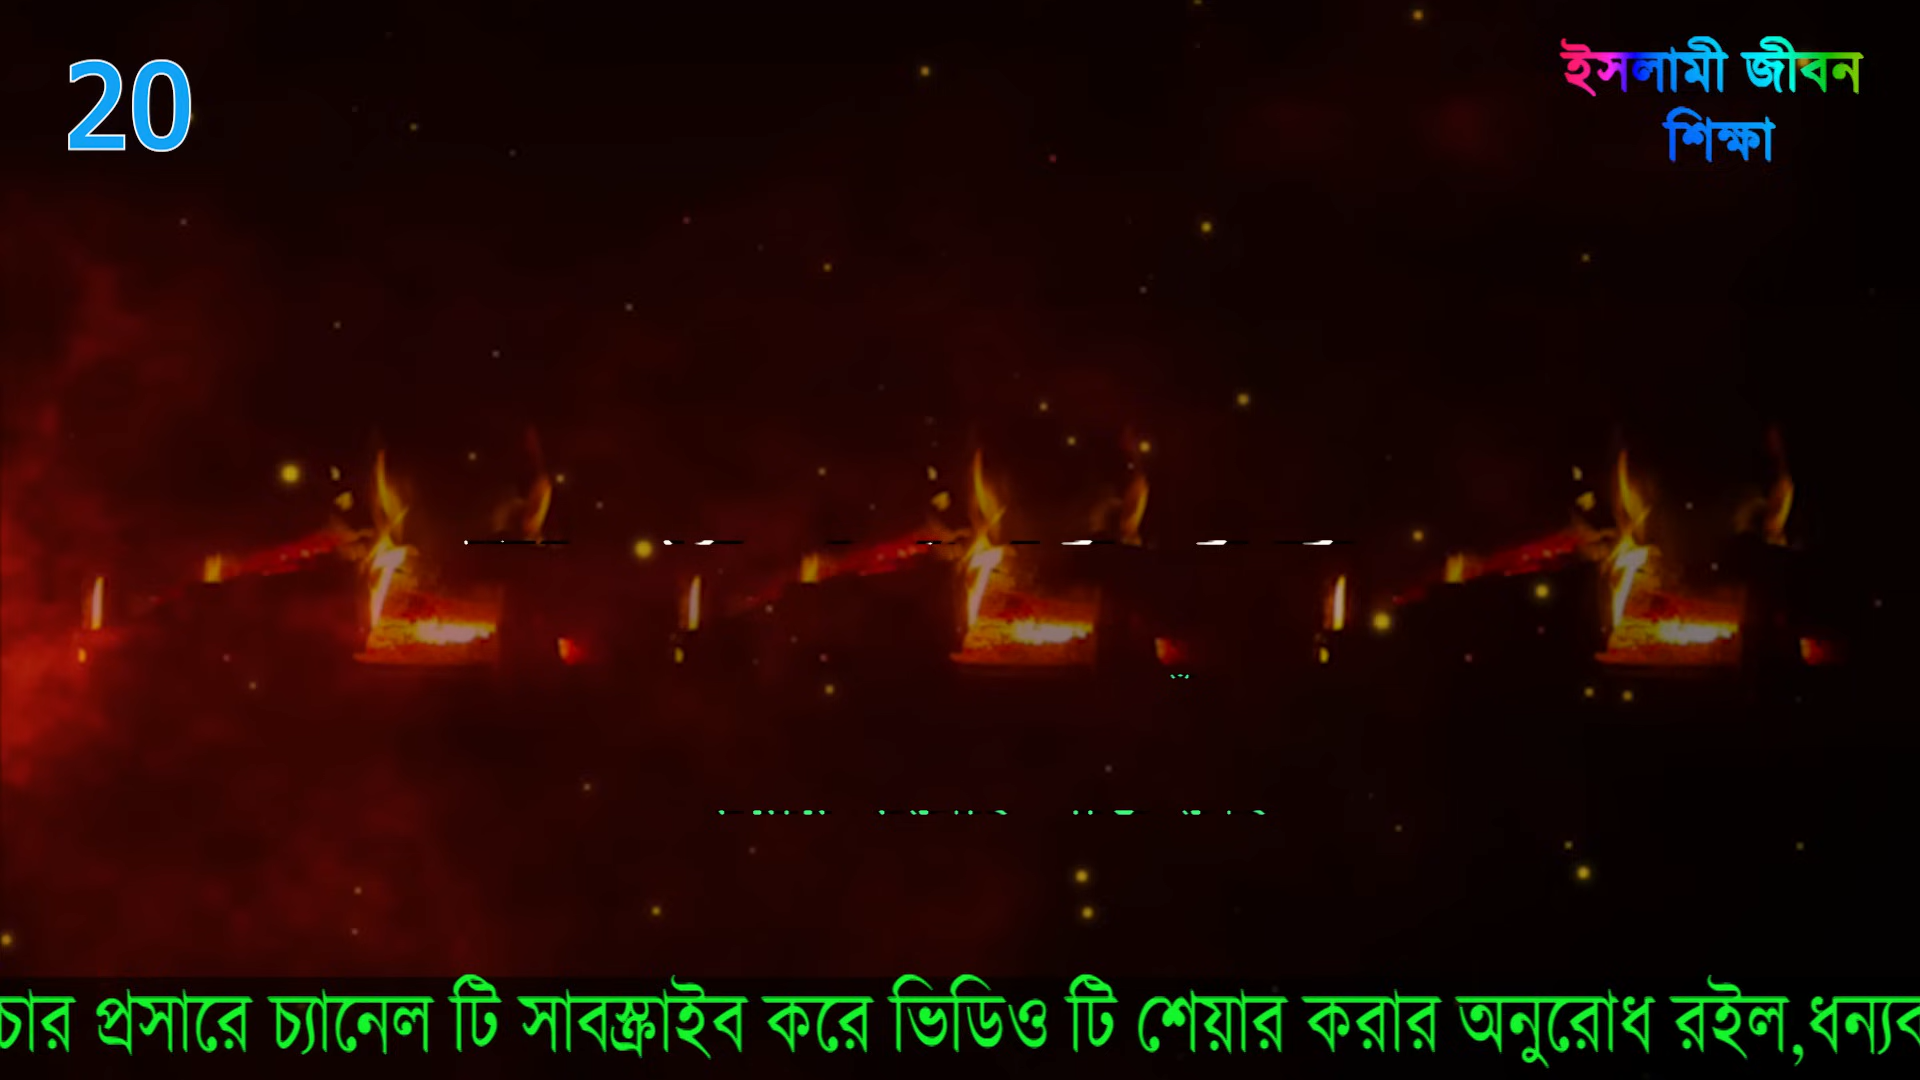 20
ইসলামী জীবন
শিক্ষা
চার প্রসারে চ্যানেল টি সাবস্ক্রাইব করে ভিডিও টি শেয়ার করার অনুরোধ রইল,ধন্যব